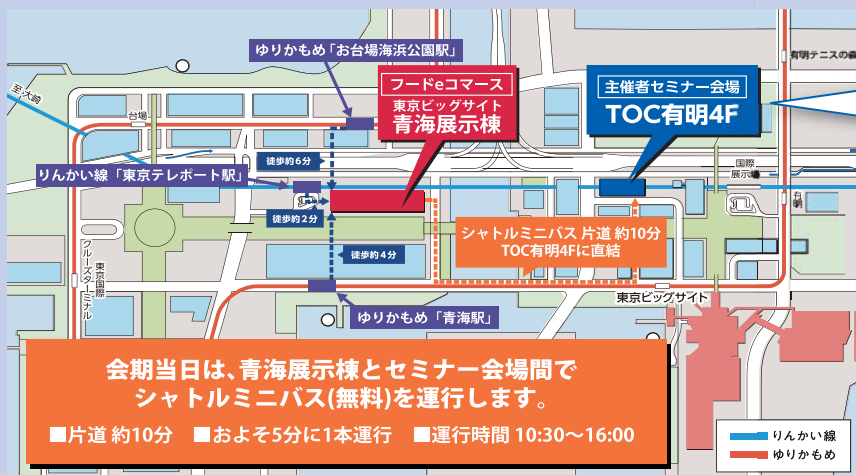 ゆりかもめ「お台場海浜公園駅」
有明テニスの森
至大崎
台場
フードeコマース
東京ビッグサイト
青海展示棟
主催者セミナー会場
TOC有明4F
徒歩約6分
りんかい線「東京テレポート駅」
国際
展示場
有明
徒歩約2分
シャトルミニバス 片道 約10分
TOC有明4Fに直結
徒歩約4分
東京国際
クルーズターミナル
東京ビッグサイト
ゆりかもめ「青海駅」
会期当日は、青海展示棟とセミナー会場間で
シャトルミニバス(無料)を運行します。
■片道 約10分 ■およそ5分に1本運行 ■運行時間 10:30〜16:00
りんかい線
ゆりかもめ